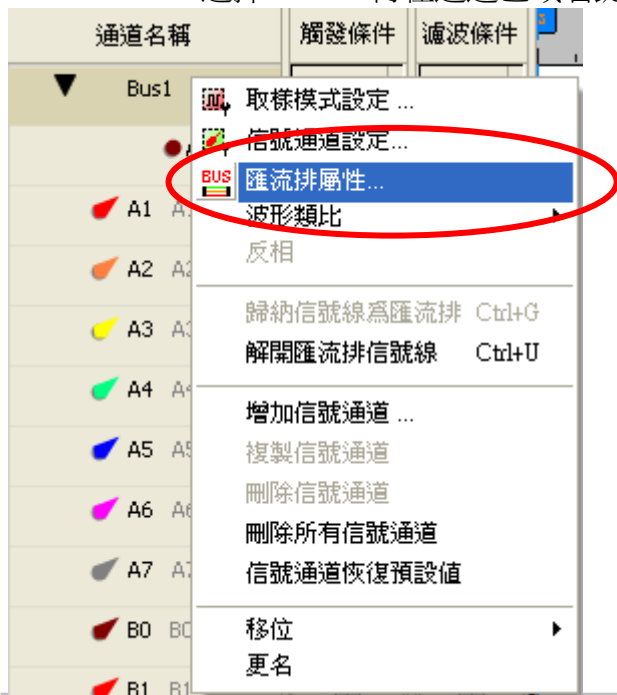 通道名稱 觸發條件 濾波條件
Bus1
取樣模式設定 ...
信號通道設定...
BUS 匯流排屬性...
A1 A1 波形類比
反相
A2
A3 歸納信號線爲匯流排 Ctrl+G
解開匯流排信號線 Ctrl+U
A4
增加信號通道 ...
A5 複製信號通道
刪除信號通道
A6
刪除所有信號通道
A7 信號通道恢復預設值
B0 B0 移位
更名
B1 B1